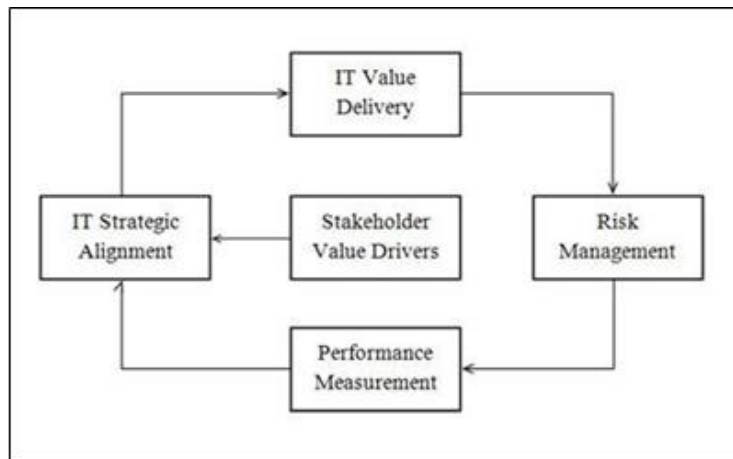 IT Value
Delivery
IT Strategic
Alignment
Stakeholder
Value Drivers
Risk
Management
Performance
Measurement